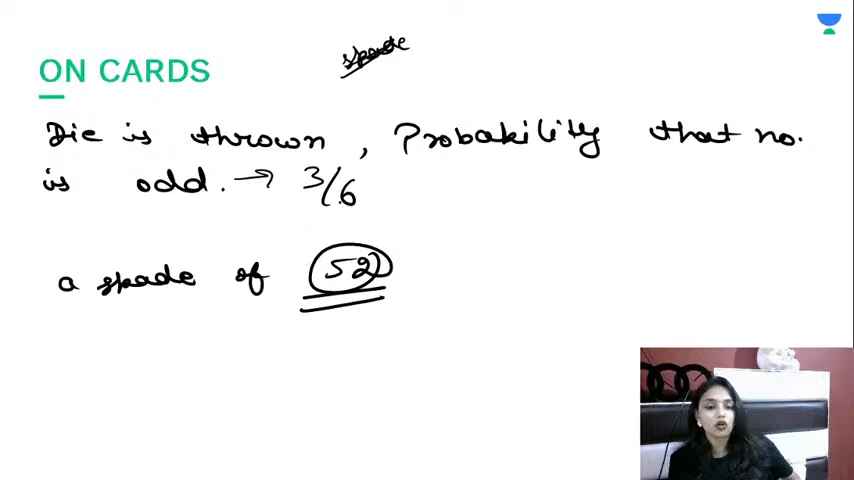 spade
ON CARDS
Die is thrown, Probability that no.
is odd. → 3/6
a spade of 52